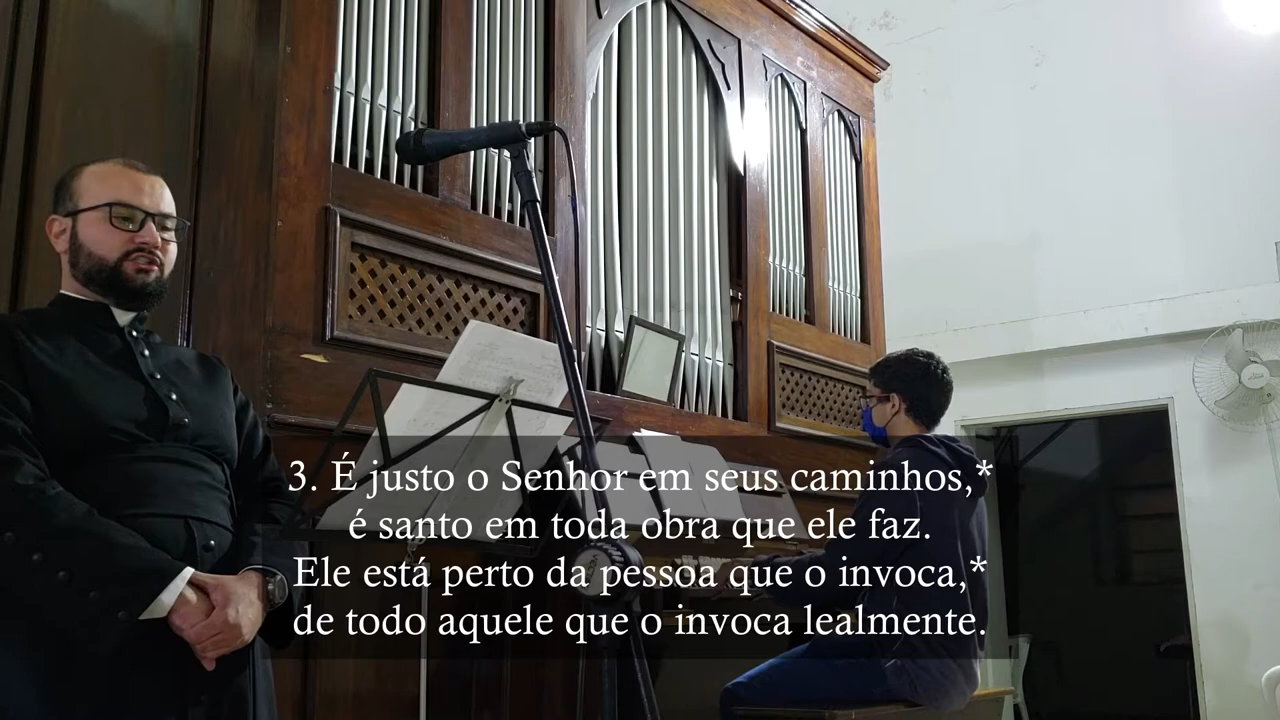 3. É justo o Senhor em seus caminhos,*
é santo em toda obra que ele faz.
Ele está perto da pessoa que o invoca,*
de todo aquele que o invoca lealmente.